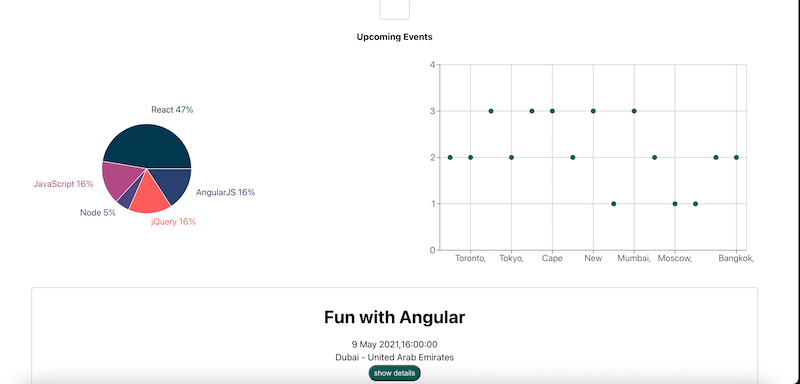 Upcoming Events
React 47%
JavaScript 16%
AngularJS 16%
Node 5%
jQuery 16%
4
3
2
1
0
Toronto, Tokyo, Cape New Mumbai, Moscow, Bangkok,
Fun with Angular
9 May 2021,16:00:00
Dubai - United Arab Emirates
show details